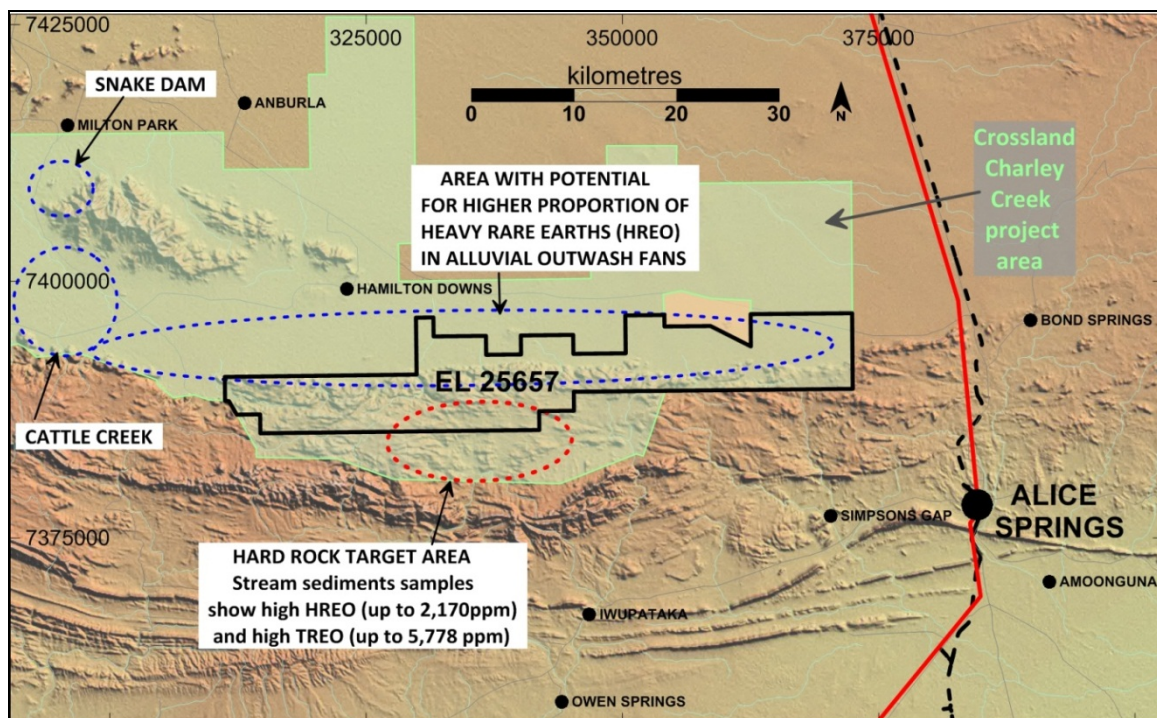 7425000
325000
350000
375000
kilometres
0
10
20
30
N
SNAKE DAM
ANBURLA
MILTON PARK
Crossland
Charley
Creek
project
area
AREA WITH POTENTIAL
FOR HIGHER PROPORTION OF
HEAVY RARE EARTHS (HREO)
IN ALLUVIAL OUTWASH FANS
7400000
HAMILTON DOWNS
BOND SPRINGS
EL 25657
CATTLE CREEK
ALICE
SPRINGS
SIMPSONS GAP
7375000
HARD ROCK TARGET AREA
Stream sediments samples
show high HREO (up to 2,170ppm)
and high TREO (up to 5,778 ppm)
AMOONGUNA
IWUPATAKA
OWEN SPRINGS